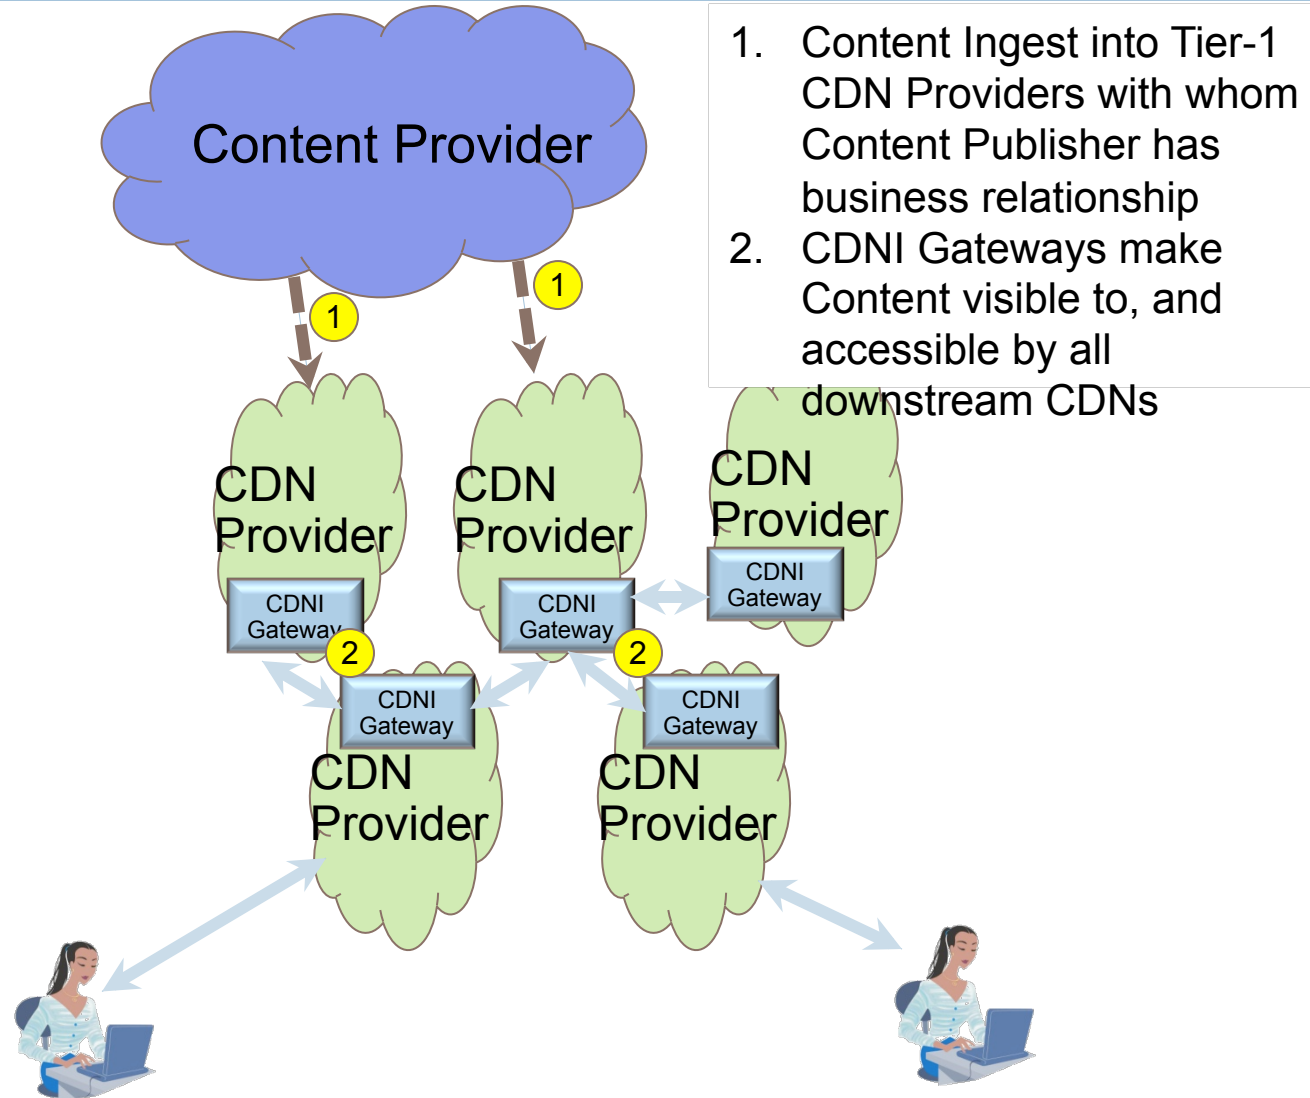 Content Provider
1. Content Ingest into Tier-1
CDN Providers with whom
Content Publisher has
business relationship
2. CDNI Gateways make
Content visible to, and
accessible by all
downstream CDNs
1
1
CDN
Provider
CDN
Provider
CDN
Provider
CDNI
Gateway
CDNI
Gateway
CDNI
Gateway
2
2
CDNI
Gateway
CDNI
Gateway
CDN
Provider
CDN
Provider